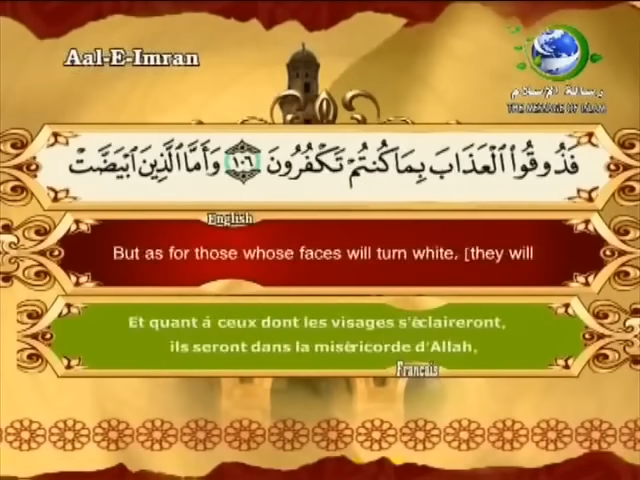 Aal-E-Imran
رسالة الإسلام
THE MESSAGE OF ISLAM
فَذُوقُوا۟ ٱلْعَذَابَ بِمَا كُنتُمْ تَكْفُرُونَ ١٠٦ وَأَمَّا ٱلَّذِينَ ٱبْيَضَّتْ
English
But as for those whose faces will turn white, [they will
Et quant á ceux dont les visages s'éclaireront,
ils seront dans la miséricorde d'Allah,
Français